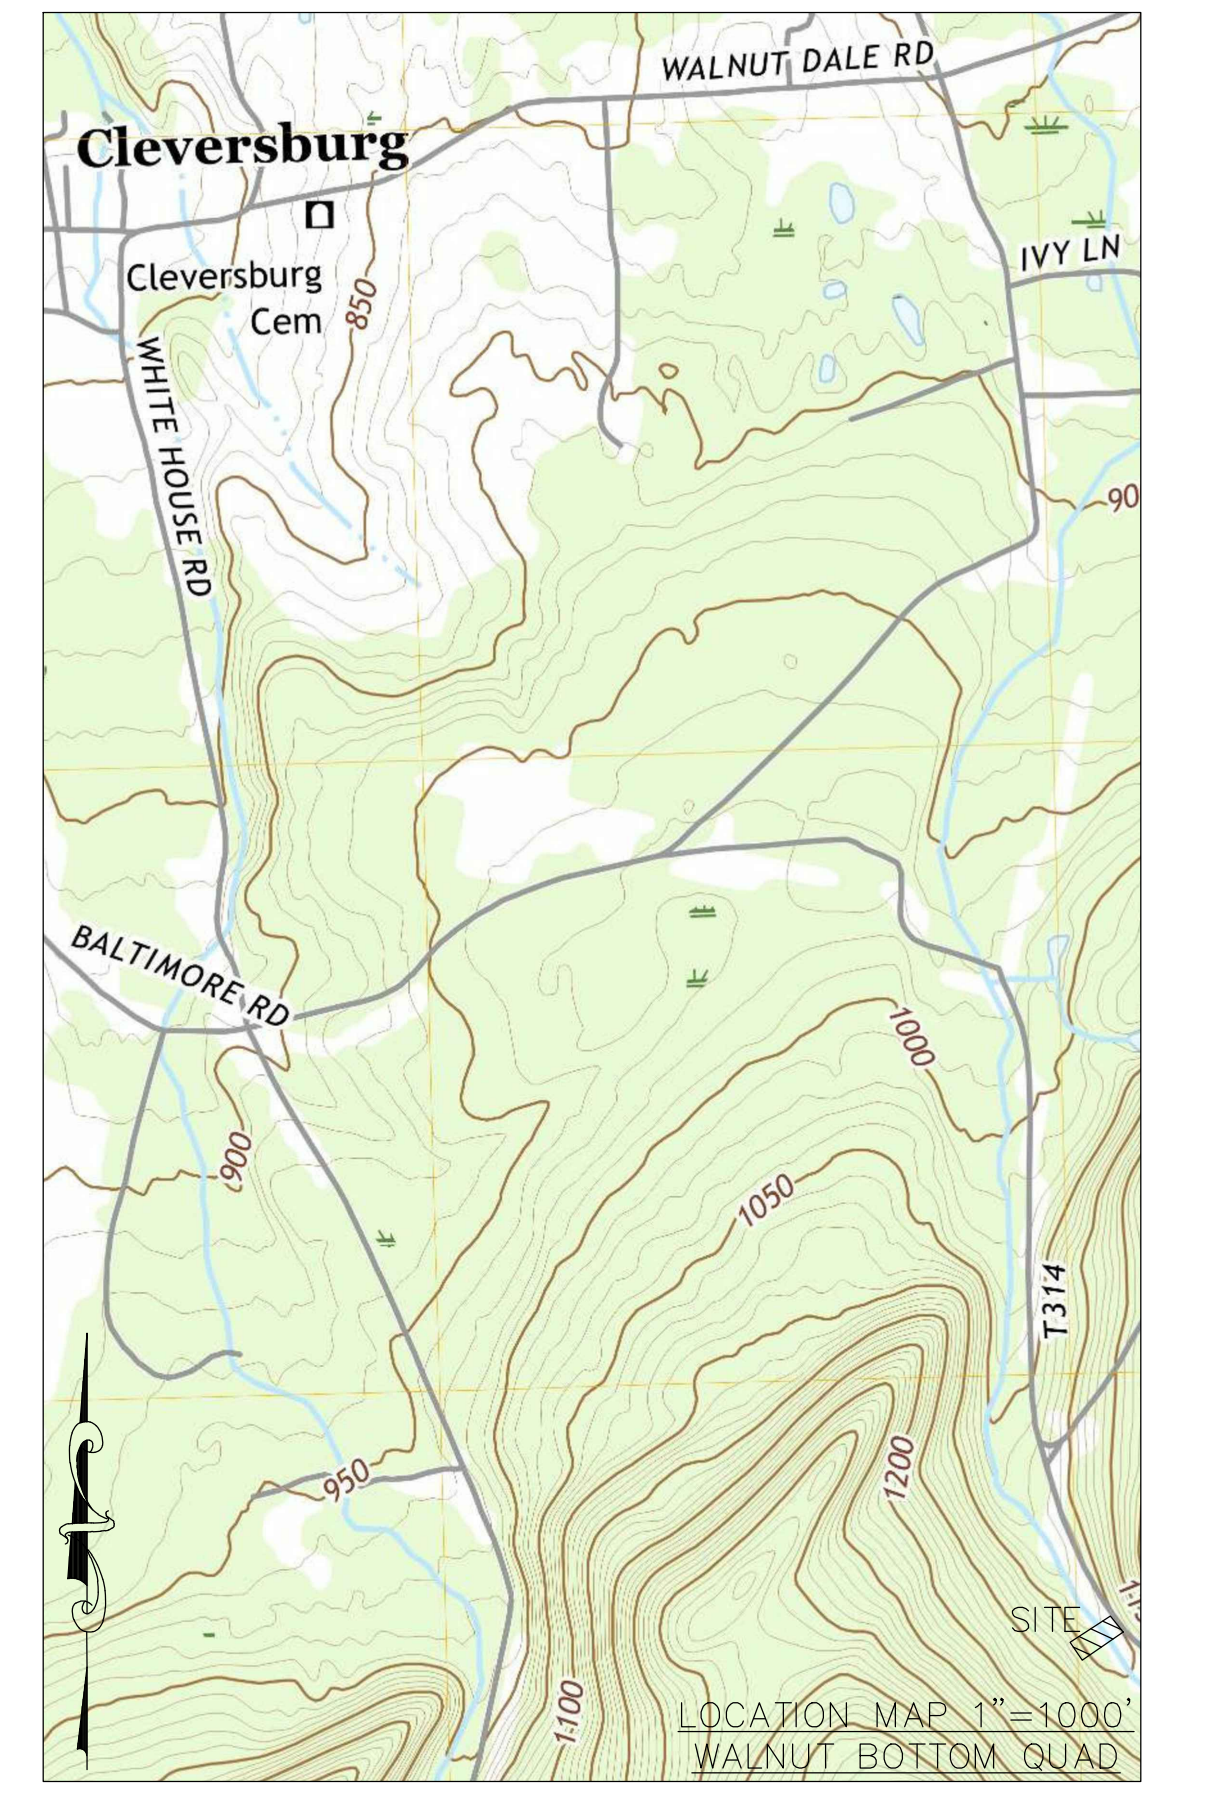 WALNUT DALE RD
Cleversburg
IVY LN
Cleversburg
Cem
850
WHITE HOUSE RD
90
BALTIMORE RD
1000
900
1050
T314
950
1200
SITE
1100
LOCATION MAP 1"=1000'
WALNUT BOTTOM QUAD